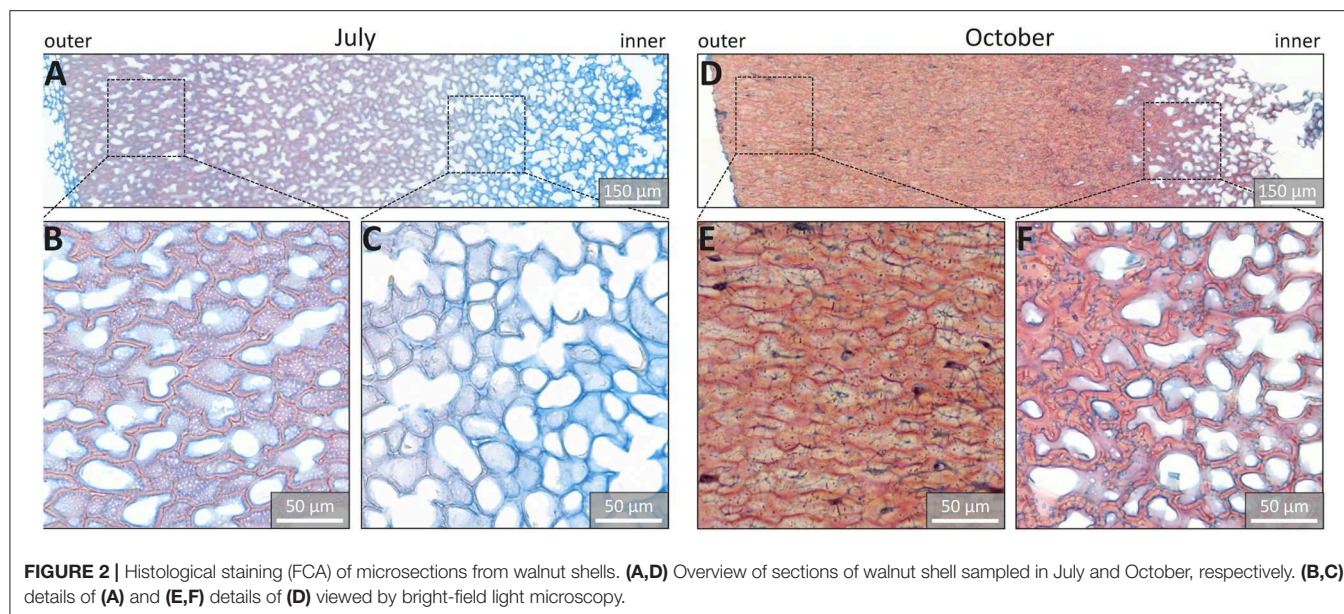 outer July inner
outer October inner
A
150 µm
D
150 µm
B
50 µm
C
50 µm
E
50 µm
F
50 µm
FIGURE 2 | Histological staining (FCA) of microsections from walnut shells. (A,D) Overview of sections of walnut shell sampled in July and October, respectively. (B,C)
details of (A) and (E,F) details of (D) viewed by bright-field light microscopy.